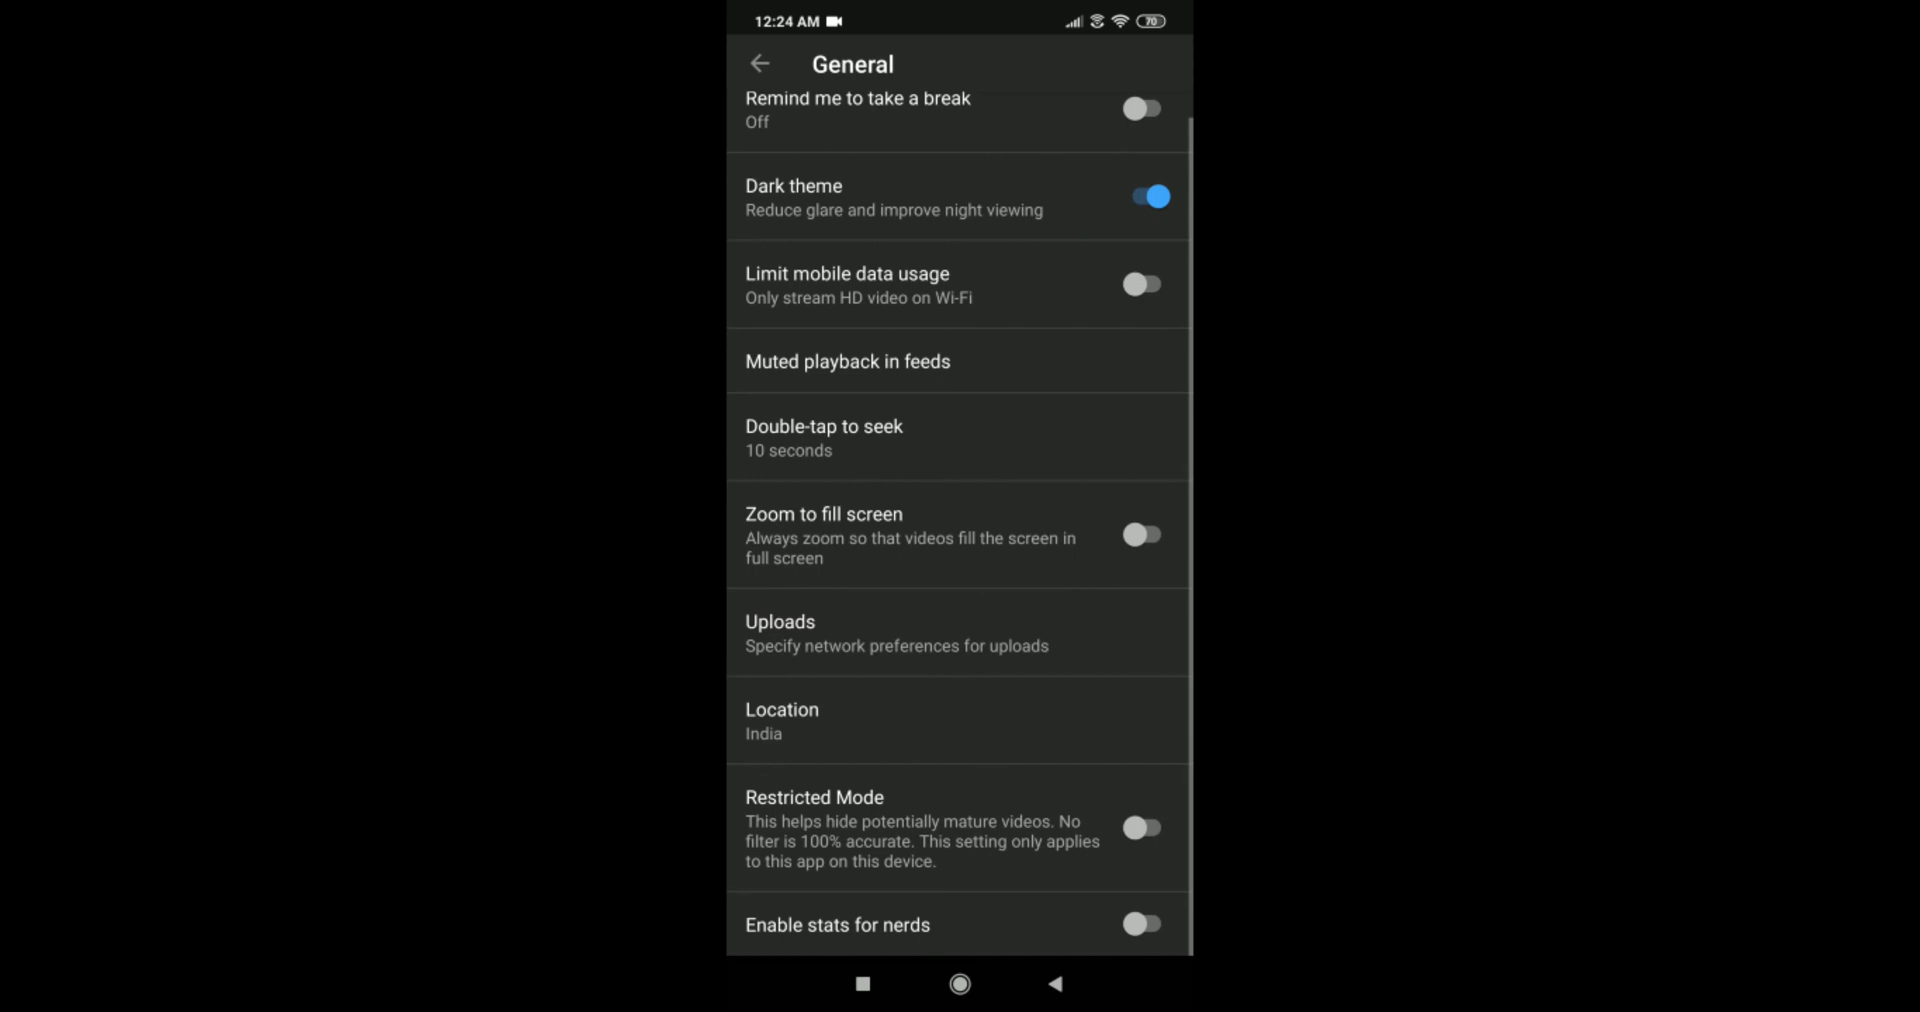 12:24 AM
70
General
Remind me to take a break
Off
Dark theme
Reduce glare and improve night viewing
Limit mobile data usage
Only stream HD video on Wi-Fi
Muted playback in feeds
Double-tap to seek
10 seconds
Zoom to fill screen
Always zoom so that videos fill the screen in
full screen
Uploads
Specify network preferences for uploads
Location
India
Restricted Mode
This helps hide potentially mature videos. No
filter is 100% accurate. This setting only applies
to this app on this device.
Enable stats for nerds